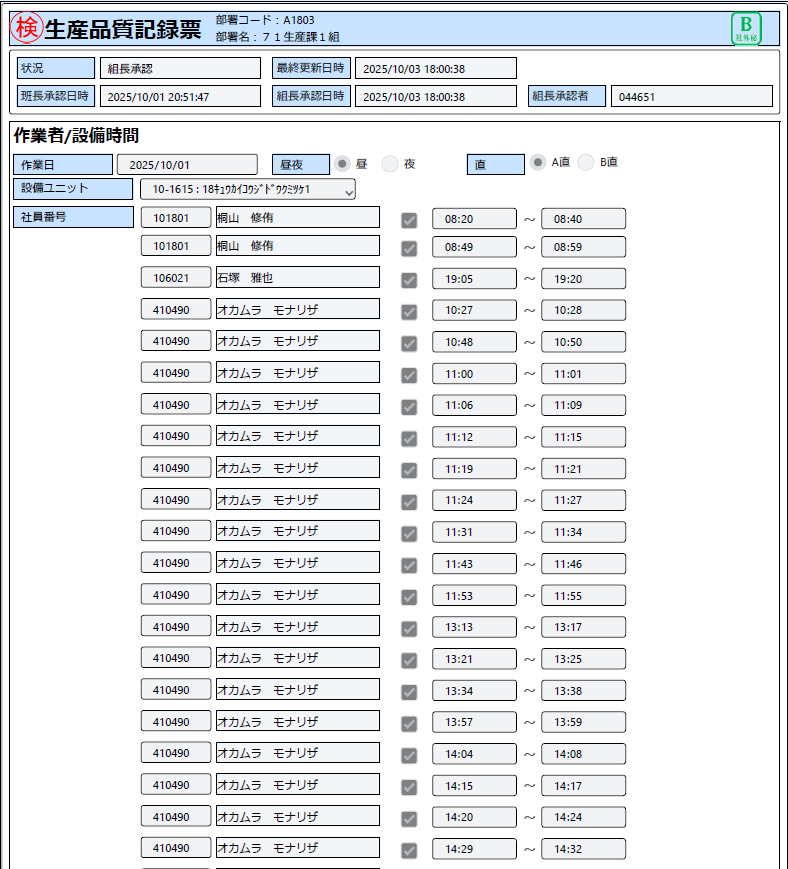 検 生産品質記録票 部署コード：A1803
部署名：７１生産課１組
B 社外秘
状況 組長承認 最終更新日時 2025/10/03 18:00:38
班長承認日時 2025/10/01 20:51:47 組長承認日時 2025/10/03 18:00:38 組長承認者 044651
作業者/設備時間
作業日 2025/10/01 昼夜 昼 夜 直 A直 B直
設備ユニット 10-1615 : 18ｷｭｳｶｲｺｳｼﾞﾄﾞｳｸﾐﾂｹ1
社員番号 101801 桐山　修侑 08:20 ～ 08:40
101801 桐山　修侑 08:49 ～ 08:59
106021 石塚　雅也 19:05 ～ 19:20
410490 オカムラ　モナリザ 10:27 ～ 10:28
410490 オカムラ　モナリザ 10:48 ～ 10:50
410490 オカムラ　モナリザ 11:00 ～ 11:01
410490 オカムラ　モナリザ 11:06 ～ 11:09
410490 オカムラ　モナリザ 11:12 ～ 11:15
410490 オカムラ　モナリザ 11:19 ～ 11:21
410490 オカムラ　モナリザ 11:24 ～ 11:27
410490 オカムラ　モナリザ 11:31 ～ 11:34
410490 オカムラ　モナリザ 11:43 ～ 11:46
410490 オカムラ　モナリザ 11:53 ～ 11:55
410490 オカムラ　モナリザ 13:13 ～ 13:17
410490 オカムラ　モナリザ 13:21 ～ 13:25
410490 オカムラ　モナリザ 13:34 ～ 13:38
410490 オカムラ　モナリザ 13:57 ～ 13:59
410490 オカムラ　モナリザ 14:04 ～ 14:08
410490 オカムラ　モナリザ 14:15 ～ 14:17
410490 オカムラ　モナリザ 14:20 ～ 14:24
410490 オカムラ　モナリザ 14:29 ～ 14:32